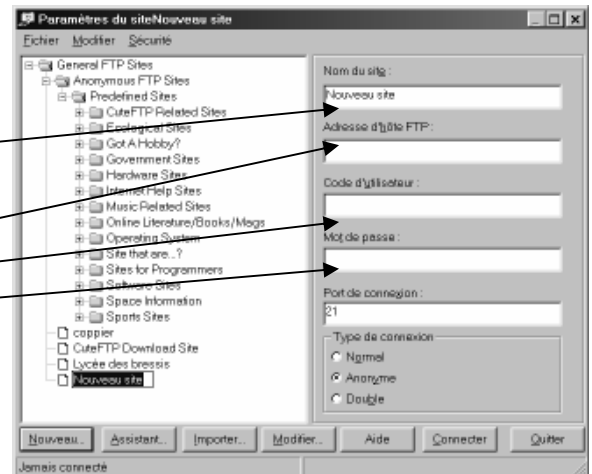 Paramètres du siteNouveau site
Fichier Modifier Sécurité
General FTP Sites
Anonymous FTP Sites
Predefined Sites
CuteFTP Related Sites
Ecological Sites
Got A Hobby?
Government Sites
Hardware Sites
Internet Help Sites
Music Related Sites
Online Literature/Books/Mags
Operating System
Site that are...?
Sites for Programmers
Software Sites
Space Information
Sports Sites
coppier
CuteFTP Download Site
Lycée des bressis
Nouveau site
Nom du site :
Nouveau site
Adresse d'hôte FTP :
Code d'utilisateur :
Mot de passe :
Port de connexion :
21
Type de connexion
Normal
Anonyme
Double
Nouveau... Assistant... Importer... Modifier... Aide Connecter Quitter
Jamais connecté